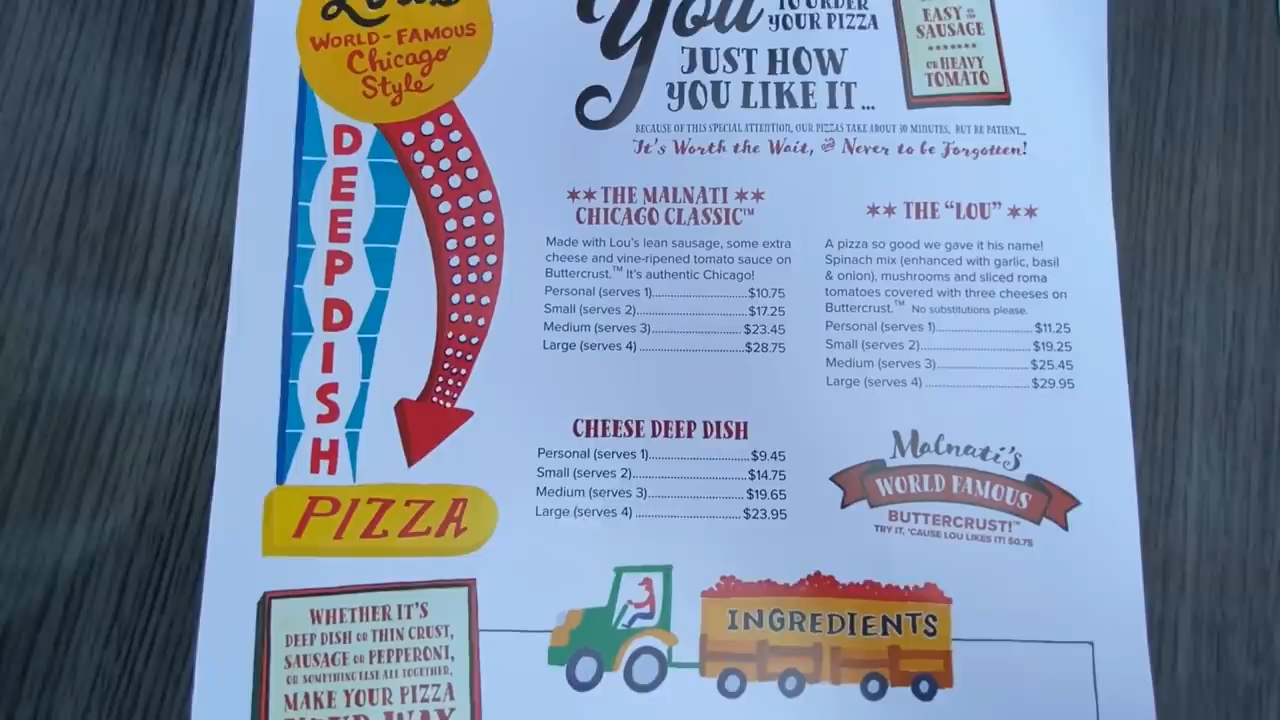 Lou's
WORLD-FAMOUS
Chicago
Style
DEEP DISH
PIZZA
You TO ORDER
YOUR PIZZA
JUST HOW
YOU LIKE IT...
BECAUSE OF THIS SPECIAL ATTENTION, OUR PIZZAS TAKE ABOUT 30 MINUTES, BUT BE PATIENT...
It's Worth the Wait, & Never to be Forgotten!
EASY ON THE
SAUSAGE
OR HEAVY
TOMATO
** THE MALNATI **
CHICAGO CLASSIC™
Made with Lou's lean sausage, some extra
cheese and vine-ripened tomato sauce on
Buttercrust.™ It's authentic Chicago!
Personal (serves 1)..........$10.75
Small (serves 2)..........$17.25
Medium (serves 3)..........$23.45
Large (serves 4)..........$28.75
** THE "LOU" **
A pizza so good we gave it his name!
Spinach mix (enhanced with garlic, basil
& onion), mushrooms and sliced roma
tomatoes covered with three cheeses on
Buttercrust.™ No substitutions please.
Personal (serves 1)..........$11.25
Small (serves 2)..........$19.25
Medium (serves 3)..........$25.45
Large (serves 4)..........$29.95
CHEESE DEEP DISH
Personal (serves 1)..........$9.45
Small (serves 2)..........$14.75
Medium (serves 3)..........$19.65
Large (serves 4)..........$23.95
Malnati's
WORLD FAMOUS
BUTTERCRUST!™
TRY IT, 'CAUSE LOU LIKES IT! $0.75
WHETHER IT'S
DEEP DISH OR THIN CRUST,
SAUSAGE OR PEPPERONI,
OR SOMETHING ELSE ALL TOGETHER,
MAKE YOUR PIZZA
INGREDIENTS